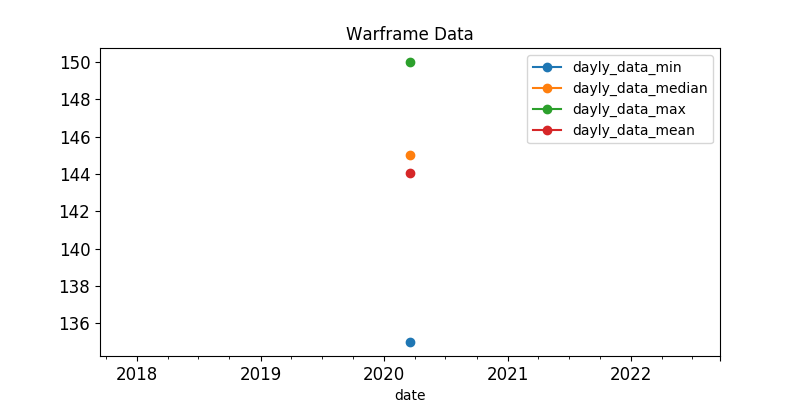 Warframe Data
150
148
146
144
142
140
138
136
dayly_data_min
dayly_data_median
dayly_data_max
dayly_data_mean
2018 2019 2020 2021 2022
date